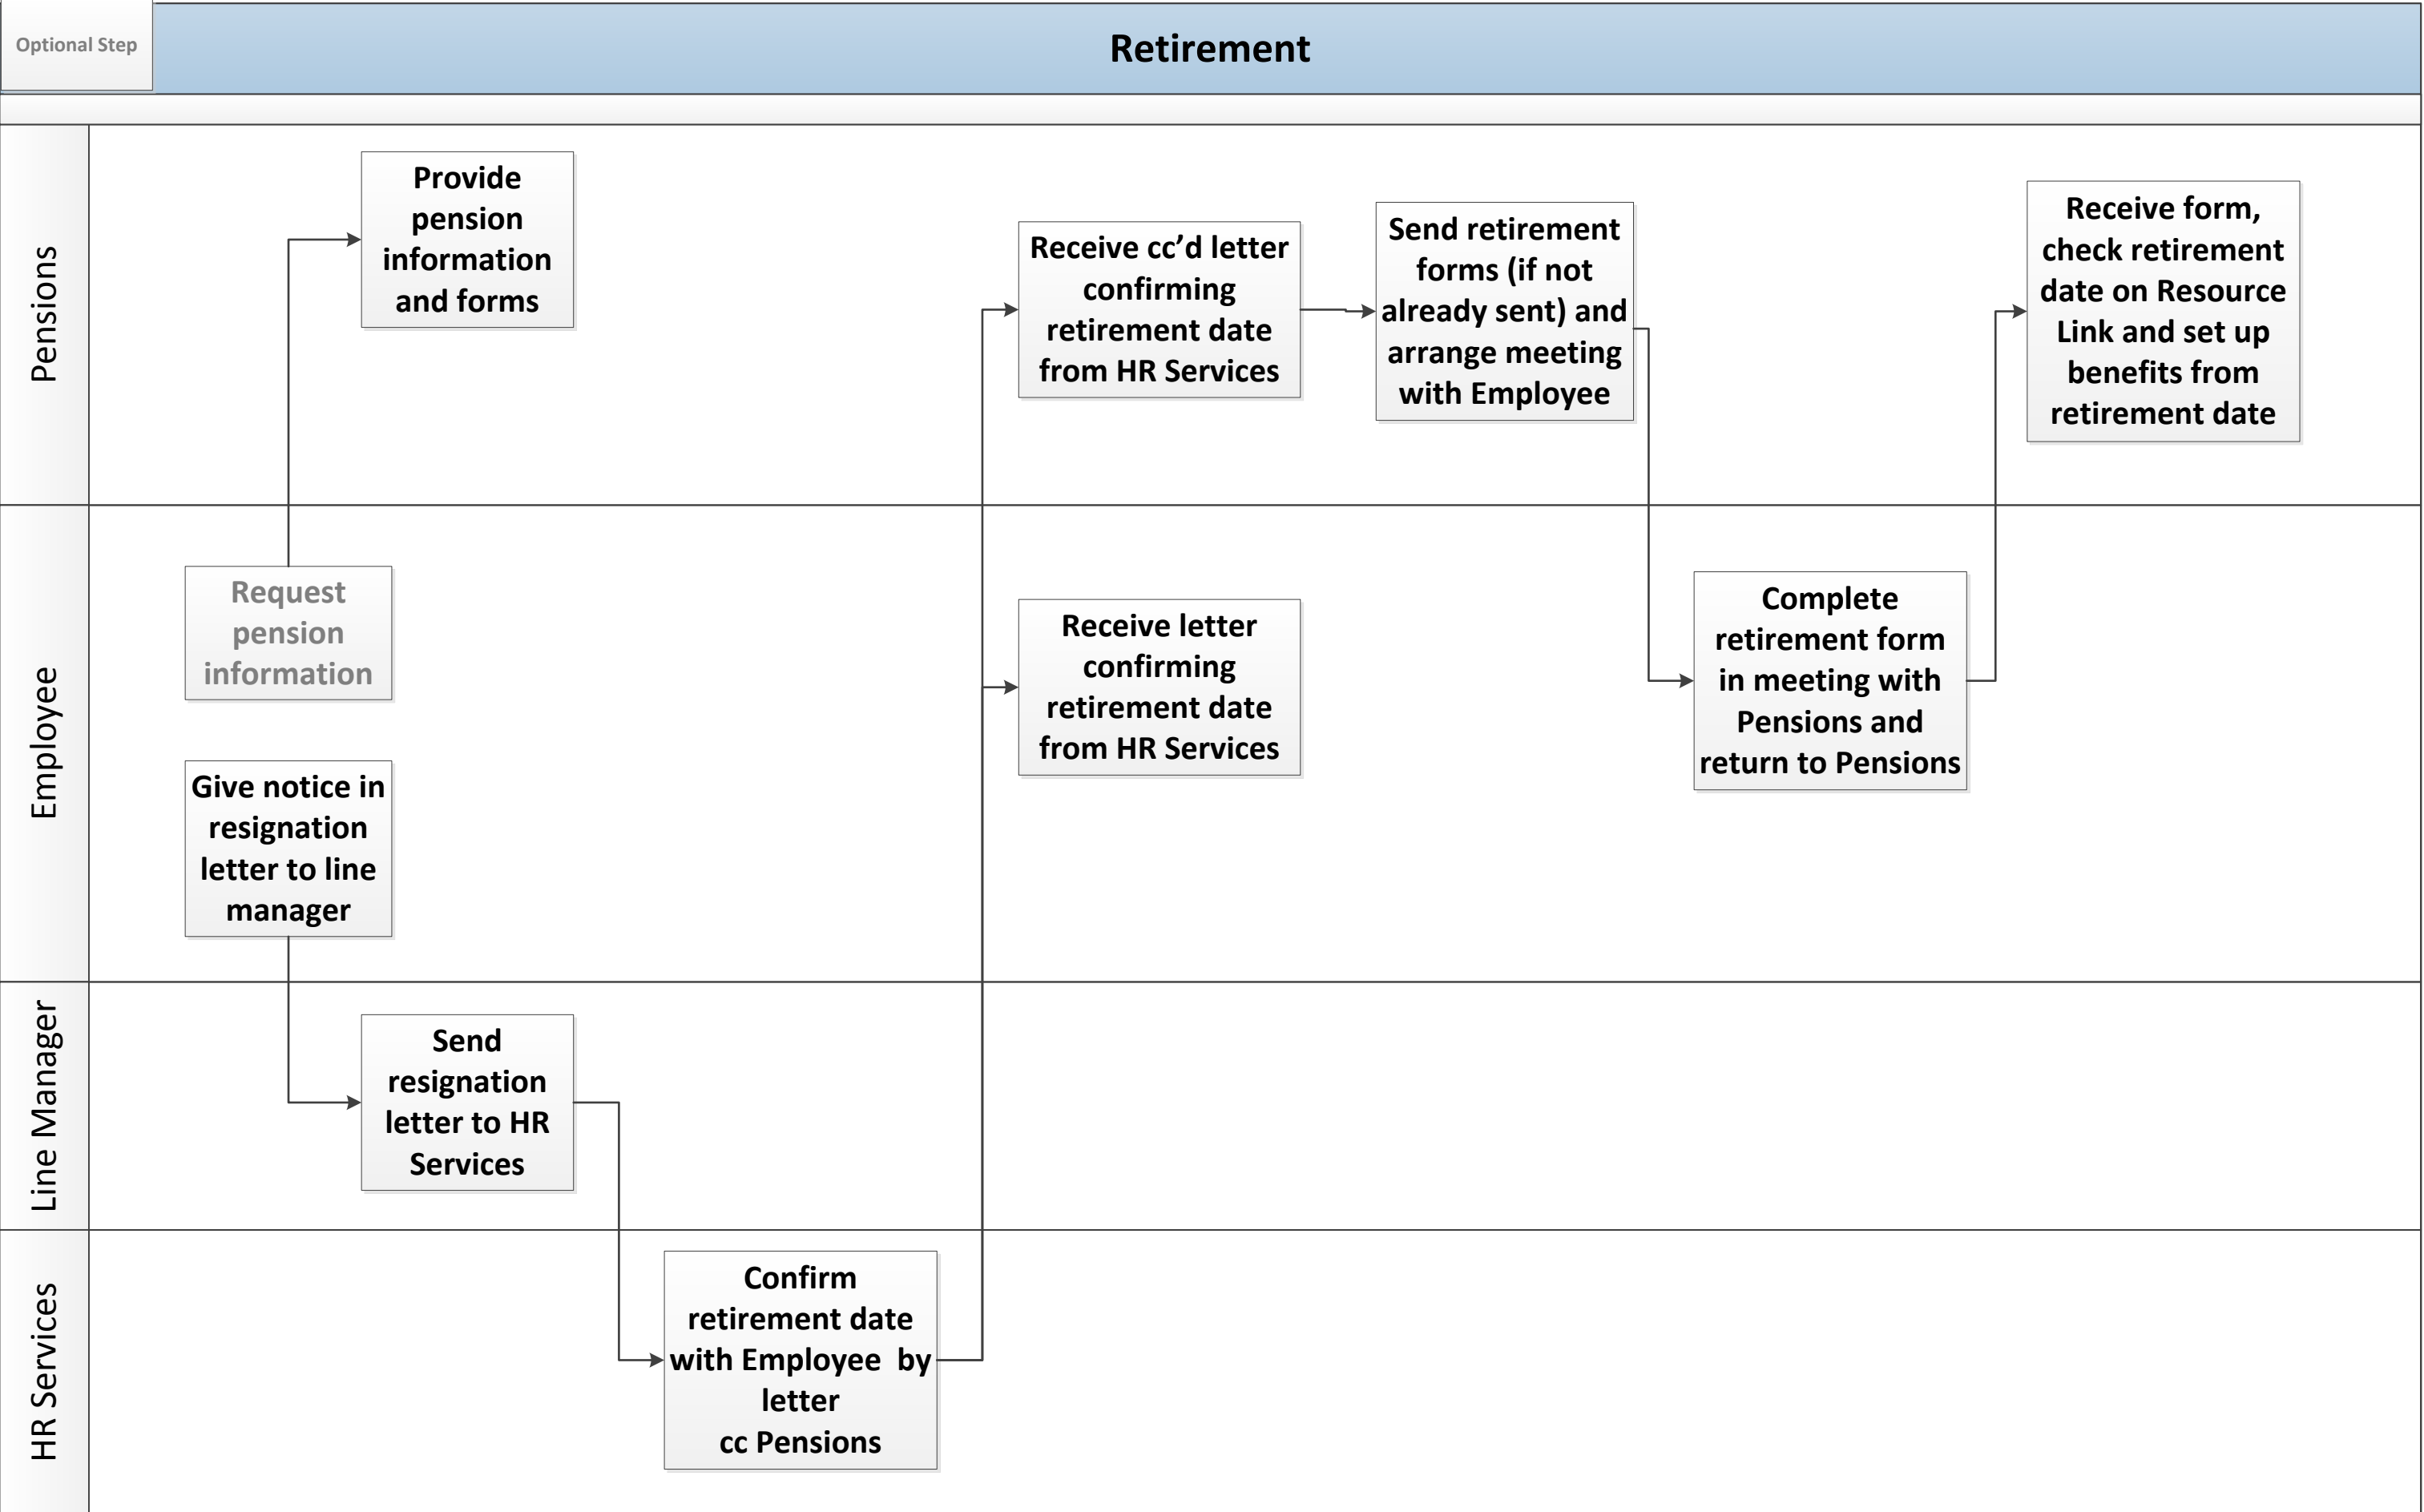 Optional Step
Retirement
Pensions
Provide
pension
information
and forms
Receive cc’d letter
confirming
retirement date
from HR Services
Send retirement
forms (if not
already sent) and
arrange meeting
with Employee
Receive form,
check retirement
date on Resource
Link and set up
benefits from
retirement date
Employee
Request
pension
information
Give notice in
resignation
letter to line
manager
Receive letter
confirming
retirement date
from HR Services
Complete
retirement form
in meeting with
Pensions and
return to Pensions
Line Manager
Send
resignation
letter to HR
Services
HR Services
Confirm
retirement date
with Employee  by
letter
cc Pensions